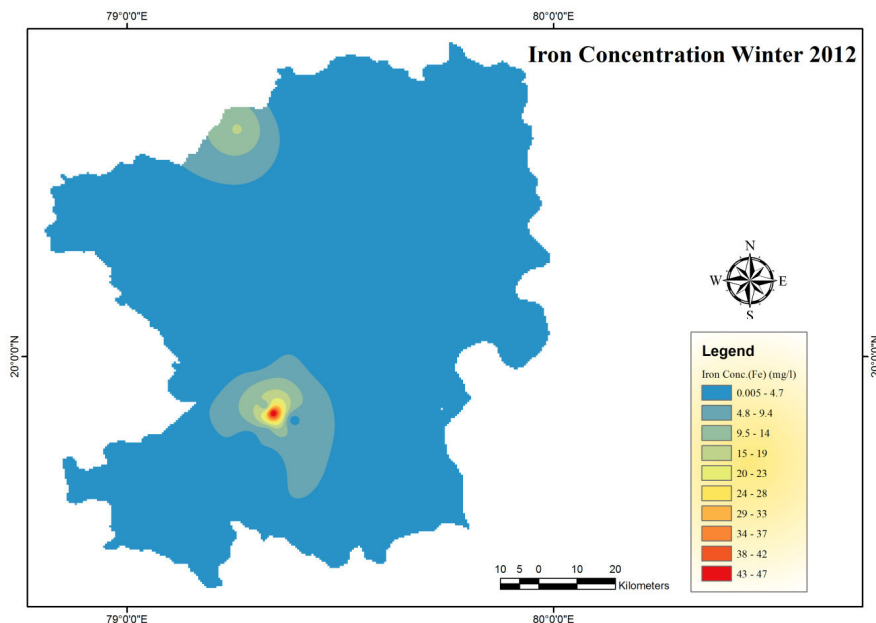 79°0'0"E
80°0'0"E
Iron Concentration Winter 2012
N
W
E
S
20°0'0"N
20°0'0"N
Legend
Iron Conc.(Fe) (mg/l)
0.005 - 4.7
4.8 - 9.4
9.5 - 14
15 - 19
20 - 23
24 - 28
29 - 33
34 - 37
38 - 42
43 - 47
10 5 0 10 20
Kilometers
79°0'0"E
80°0'0"E